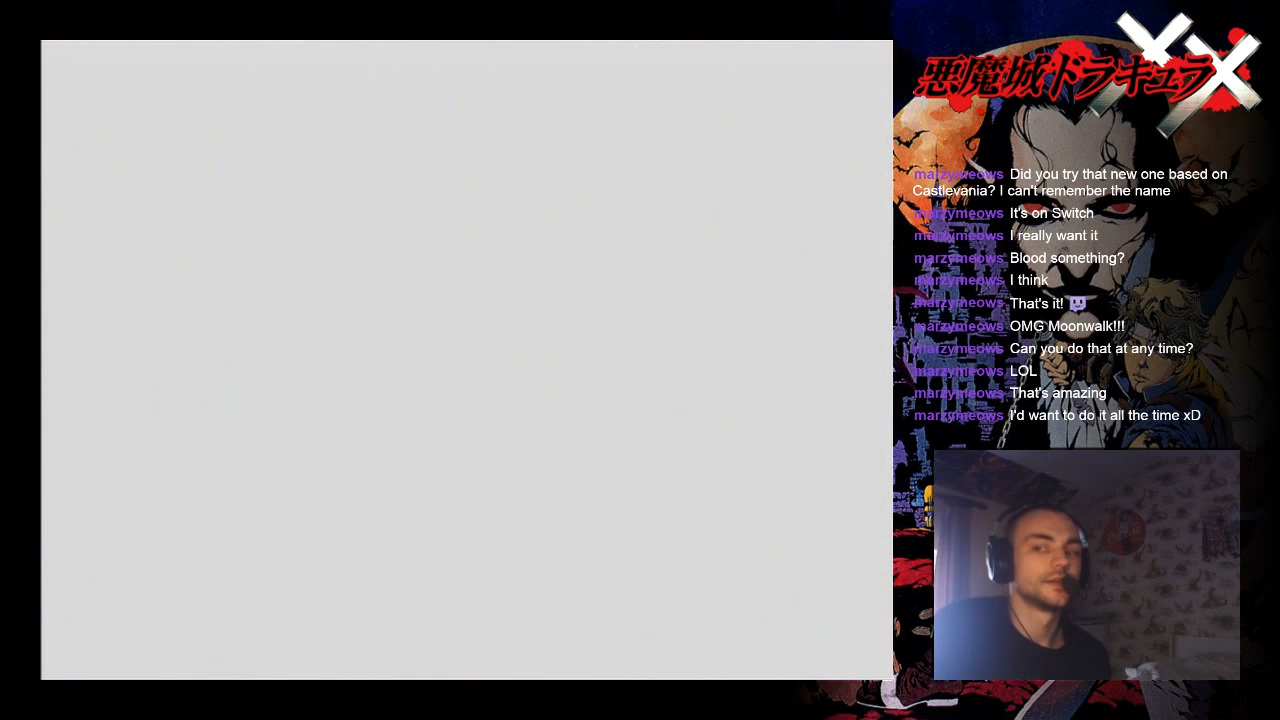 悪魔城ドラキュラXX
marzymeows Did you try that new one based on
Castlevania? I can't remember the name
marzymeows It's on Switch
marzymeows I really want it
marzymeows Blood something?
marzymeows I think
marzymeows That's it!
marzymeows OMG Moonwalk!!!
marzymeows Can you do that at any time?
marzymeows LOL
marzymeows That's amazing
marzymeows I'd want to do it all the time xD